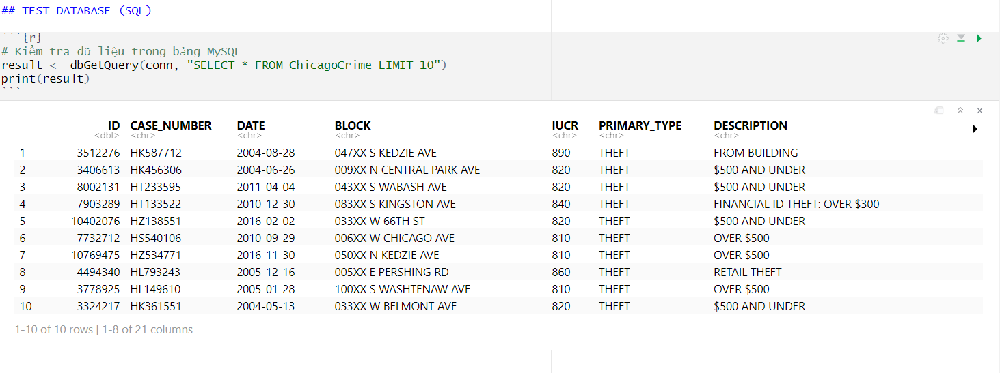 ## TEST DATABASE (SQL)
```{r}
# Kiểm tra dữ liệu trong bảng MySQL
result <- dbGetQuery(conn, "SELECT * FROM ChicagoCrime LIMIT 10")
print(result)
```
ID CASE_NUMBER DATE BLOCK IUCR PRIMARY_TYPE DESCRIPTION
<dbl> <chr> <chr> <chr> <chr> <chr> <chr>
1 3512276 HK587712 2004-08-28 047XX S KEDZIE AVE 890 THEFT FROM BUILDING
2 3406613 HK456306 2004-06-26 009XX N CENTRAL PARK AVE 820 THEFT $500 AND UNDER
3 8002131 HT233595 2011-04-04 043XX S WABASH AVE 820 THEFT $500 AND UNDER
4 7903289 HT133522 2010-12-30 083XX S KINGSTON AVE 840 THEFT FINANCIAL ID THEFT: OVER $300
5 10402076 HZ138551 2016-02-02 033XX W 66TH ST 820 THEFT $500 AND UNDER
6 7732712 HS540106 2010-09-29 006XX W CHICAGO AVE 810 THEFT OVER $500
7 10769475 HZ534771 2016-11-30 050XX N KEDZIE AVE 810 THEFT OVER $500
8 4494340 HL793243 2005-12-16 005XX E PERSHING RD 860 THEFT RETAIL THEFT
9 3778925 HL149610 2005-01-28 100XX S WASHTENAW AVE 810 THEFT OVER $500
10 3324217 HK361551 2004-05-13 033XX W BELMONT AVE 820 THEFT $500 AND UNDER
1-10 of 10 rows | 1-8 of 21 columns